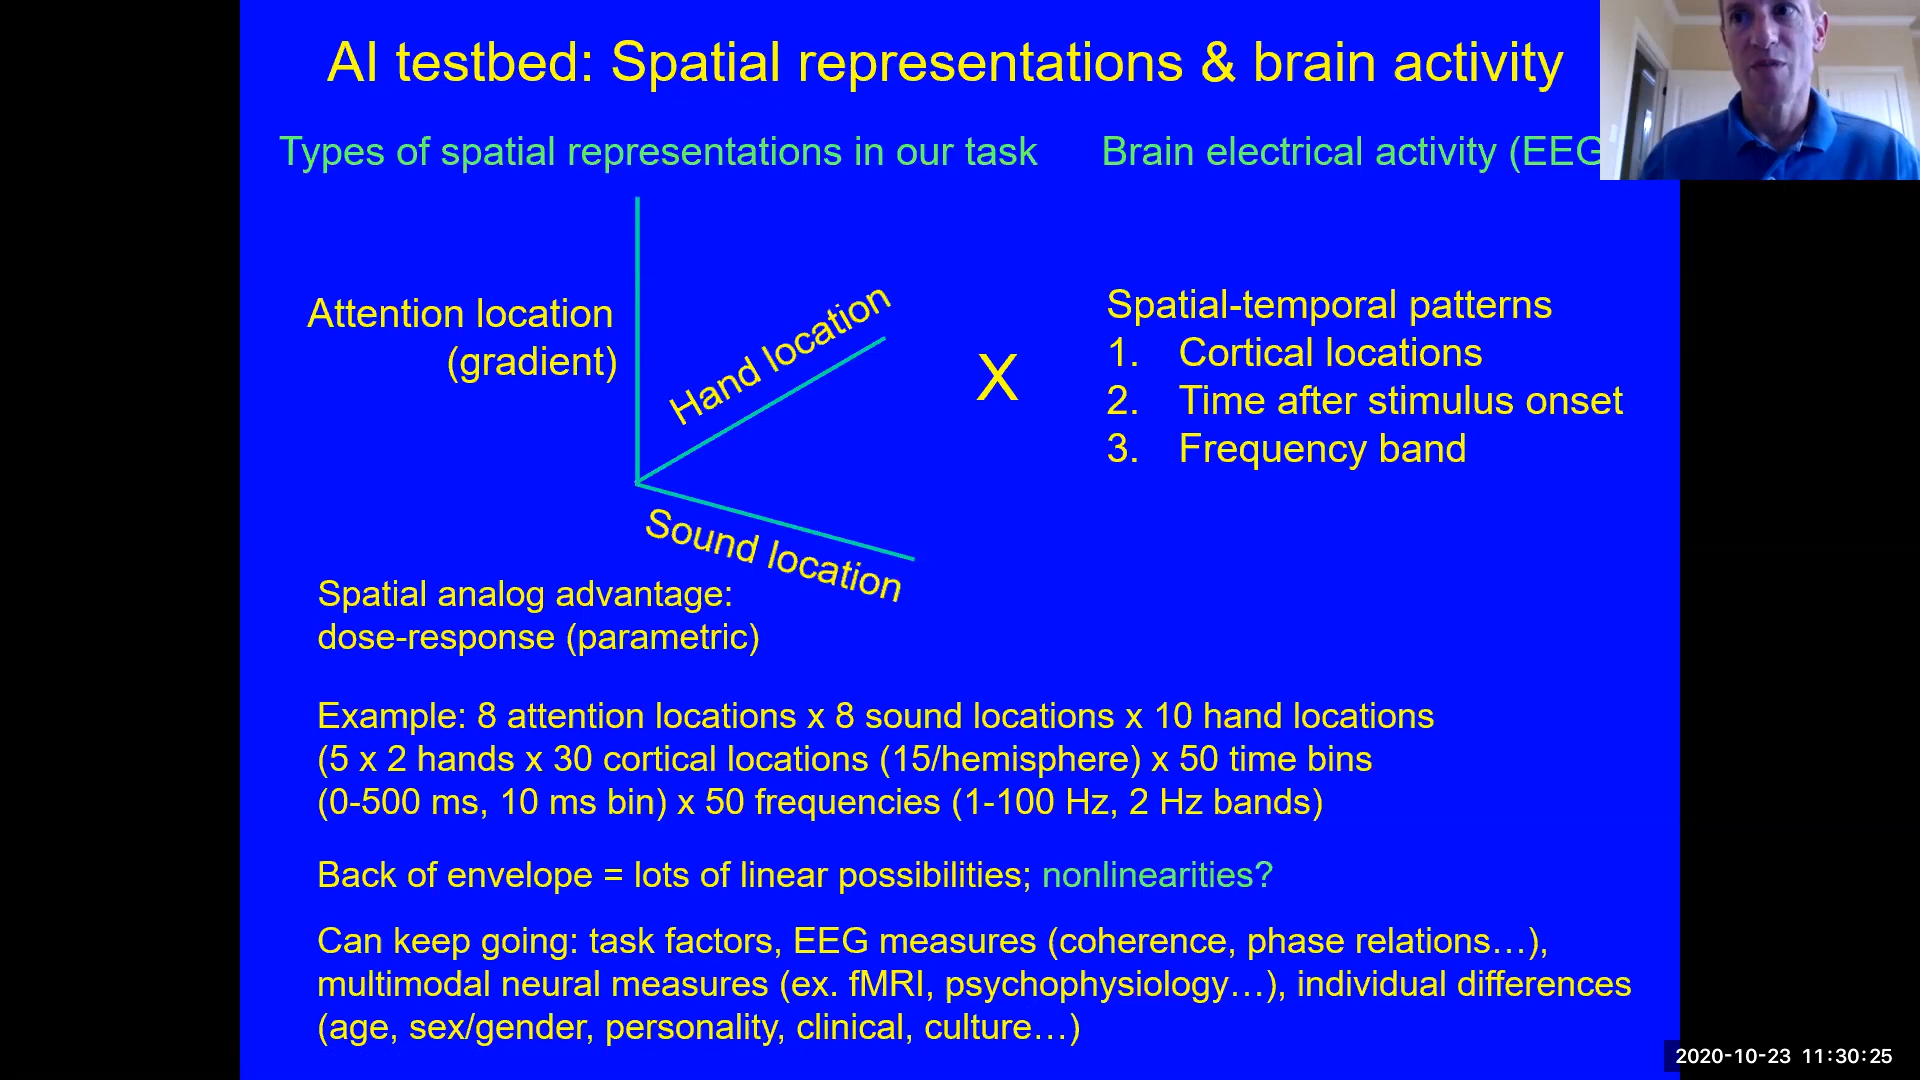 AI testbed: Spatial representations & brain activity
Types of spatial representations in our task
Brain electrical activity (EEG
Attention location
(gradient)
Hand location
Sound location
X
Spatial-temporal patterns
1. Cortical locations
2. Time after stimulus onset
3. Frequency band
Spatial analog advantage:
dose-response (parametric)
Example: 8 attention locations x 8 sound locations x 10 hand locations
(5 x 2 hands x 30 cortical locations (15/hemisphere) x 50 time bins
(0-500 ms, 10 ms bin) x 50 frequencies (1-100 Hz, 2 Hz bands)
Back of envelope = lots of linear possibilities; nonlinearities?
Can keep going: task factors, EEG measures (coherence, phase relations…),
multimodal neural measures (ex. fMRI, psychophysiology…), individual differences
(age, sex/gender, personality, clinical, culture…)
2020-10-23 11:30:25